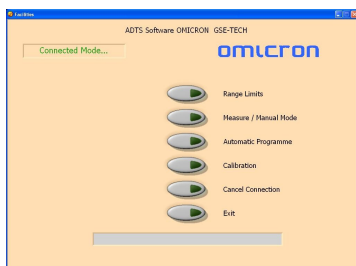 ADTS Software OMICRON GSE-TECH
Connected Mode...
omicron
Range Limits
Measure / Manual Mode
Automatic Programme
Calibration
Cancel Connection
Exit